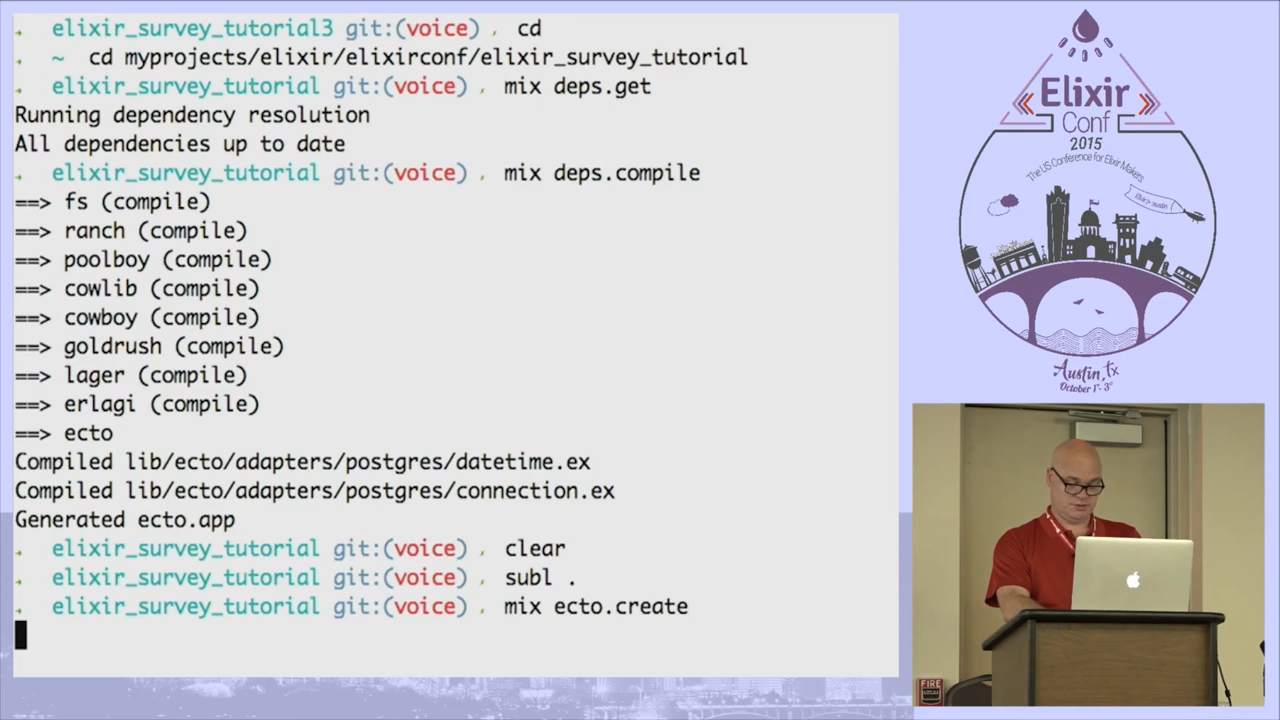 elixir_survey_tutorial3 git:(voice) cd
~ cd myprojects/elixir/elixirconf/elixir_survey_tutorial
elixir_survey_tutorial git:(voice) mix deps.get
Running dependency resolution
All dependencies up to date
elixir_survey_tutorial git:(voice) mix deps.compile
==> fs (compile)
==> ranch (compile)
==> poolboy (compile)
==> cowlib (compile)
==> cowboy (compile)
==> goldrush (compile)
==> lager (compile)
==> erlagi (compile)
==> ecto
Compiled lib/ecto/adapters/postgres/datetime.ex
Compiled lib/ecto/adapters/postgres/connection.ex
Generated ecto.app
elixir_survey_tutorial git:(voice) clear
elixir_survey_tutorial git:(voice) subl .
elixir_survey_tutorial git:(voice) mix ecto.create
Elixir
Conf
2015
The US Conference for Elixir Makers
Austin, Tx
October 1st - 3rd
FIRE